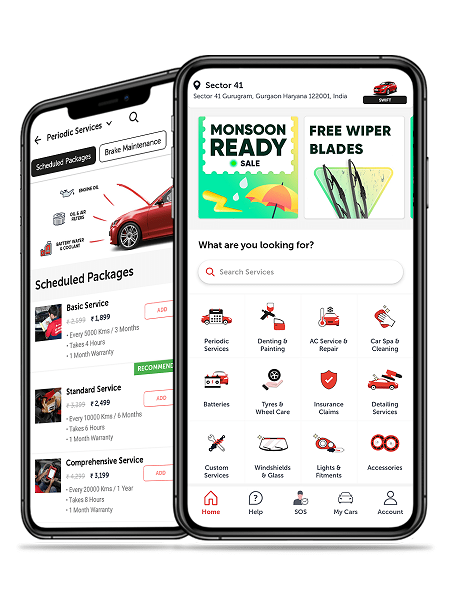 Periodic Services
Scheduled Packages
Brake Maintenance
ENGINE OIL
OIL & AIR
FILTERS
BATTERY WATER
& COOLANT
Scheduled Packages
Basic Service
₹ 1,899
ADD
• Every 5000 Kms / 3 Months
• Takes 4 Hours
• 1 Month Warranty
RECOMMEN
Standard Service
₹ 2,499
ADD
• Every 10000 Kms / 6 Months
• Takes 6 Hours
• 1 Month Warranty
Comprehensive Service
₹ 4,299 ₹ 3,199
ADD
• Every 20000 Kms / 1 Year
• Takes 8 Hours
• 1 Month Warranty
Sector 41
Sector 41 Gurugram, Gurgaon Haryana 122001, India
SWIFT
MONSOON
READY
SALE
FREE WIPER
BLADES
What are you looking for?
Search Services
Periodic
Services
Denting &
Painting
AC Service &
Repair
Car Spa &
Cleaning
Batteries
Tyres &
Wheel Care
Insurance
Claims
Detailing
Services
Custom
Services
Windshields
& Glass
Lights &
Fitments
Accessories
Home
Help
SOS
My Cars
Account